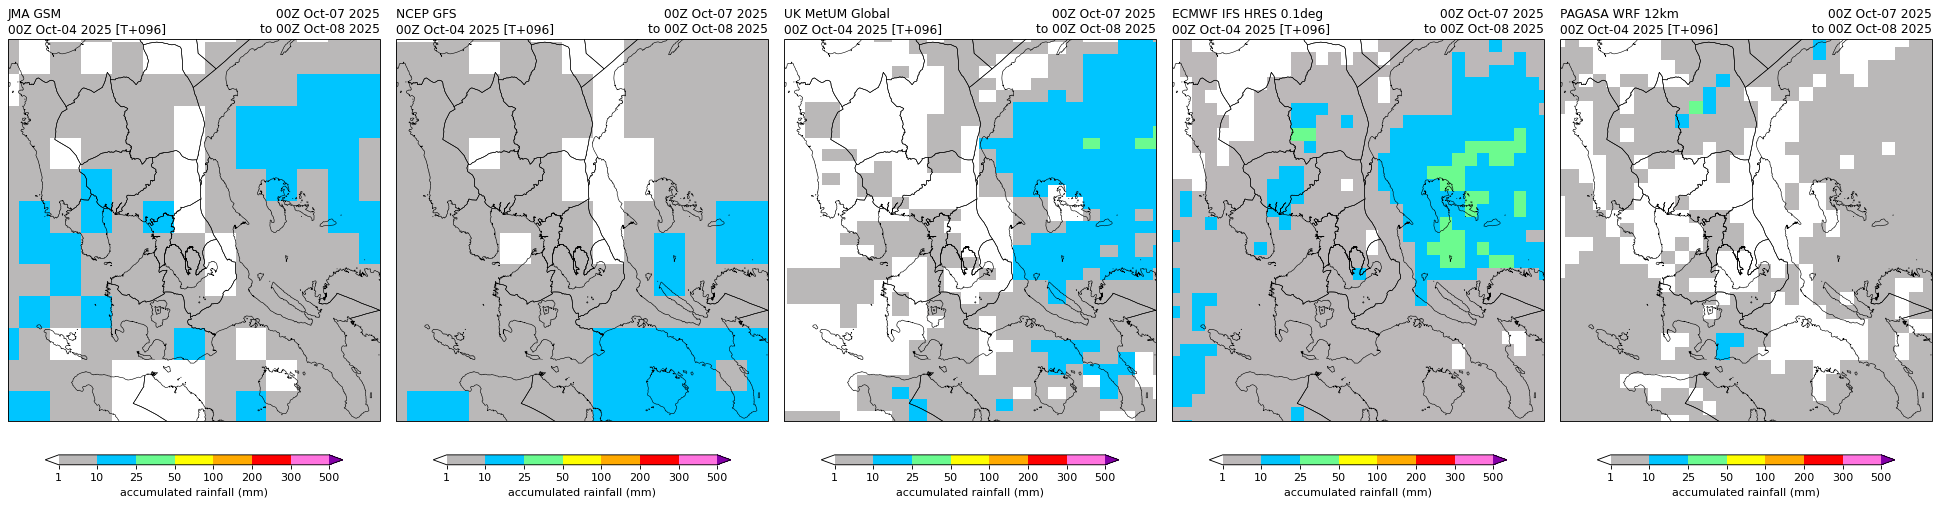 JMA GSM 00Z Oct-07 2025
00Z Oct-04 2025 [T+096] to 00Z Oct-08 2025
1 10 25 50 100 200 300 500
accumulated rainfall (mm)
NCEP GFS 00Z Oct-07 2025
00Z Oct-04 2025 [T+096] to 00Z Oct-08 2025
1 10 25 50 100 200 300 500
accumulated rainfall (mm)
UK MetUM Global 00Z Oct-07 2025
00Z Oct-04 2025 [T+096] to 00Z Oct-08 2025
1 10 25 50 100 200 300 500
accumulated rainfall (mm)
ECMWF IFS HRES 0.1deg 00Z Oct-07 2025
00Z Oct-04 2025 [T+096] to 00Z Oct-08 2025
1 10 25 50 100 200 300 500
accumulated rainfall (mm)
PAGASA WRF 12km 00Z Oct-07 2025
00Z Oct-04 2025 [T+096] to 00Z Oct-08 2025
1 10 25 50 100 200 300 500
accumulated rainfall (mm)